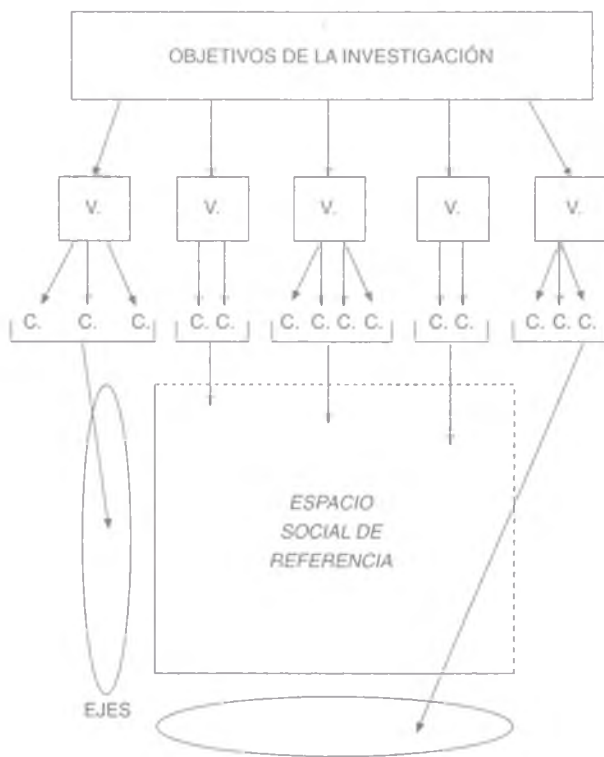 OBJETIVOS DE LA INVESTIGACIÓN
V. V. V. V. V.
C. C. C. C. C. C. C. C. C. C. C. C. C. C.
ESPACIO
SOCIAL DE
REFERENCIA
EJES